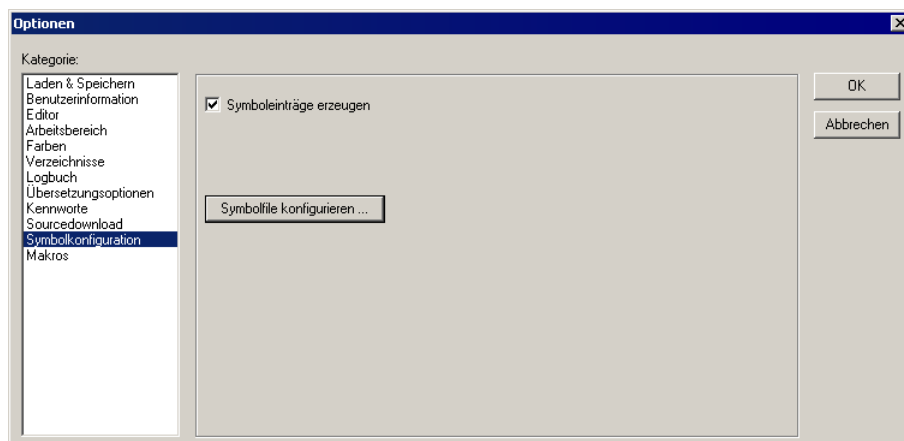 Optionen
Kategorie:
Laden & Speichern
Benutzerinformation
Editor
Arbeitsbereich
Farben
Verzeichnisse
Logbuch
Übersetzungsoptionen
Kennworte
Sourcedownload
Symbolkonfiguration
Makros
Symboleinträge erzeugen
Symbolfile konfigurieren ...
OK
Abbrechen